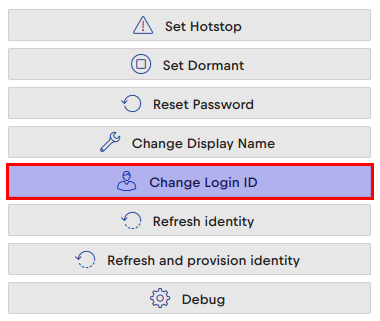 Set Hotstop
Set Dormant
Reset Password
Change Display Name
Change Login ID
Refresh identity
Refresh and provision identity
Debug